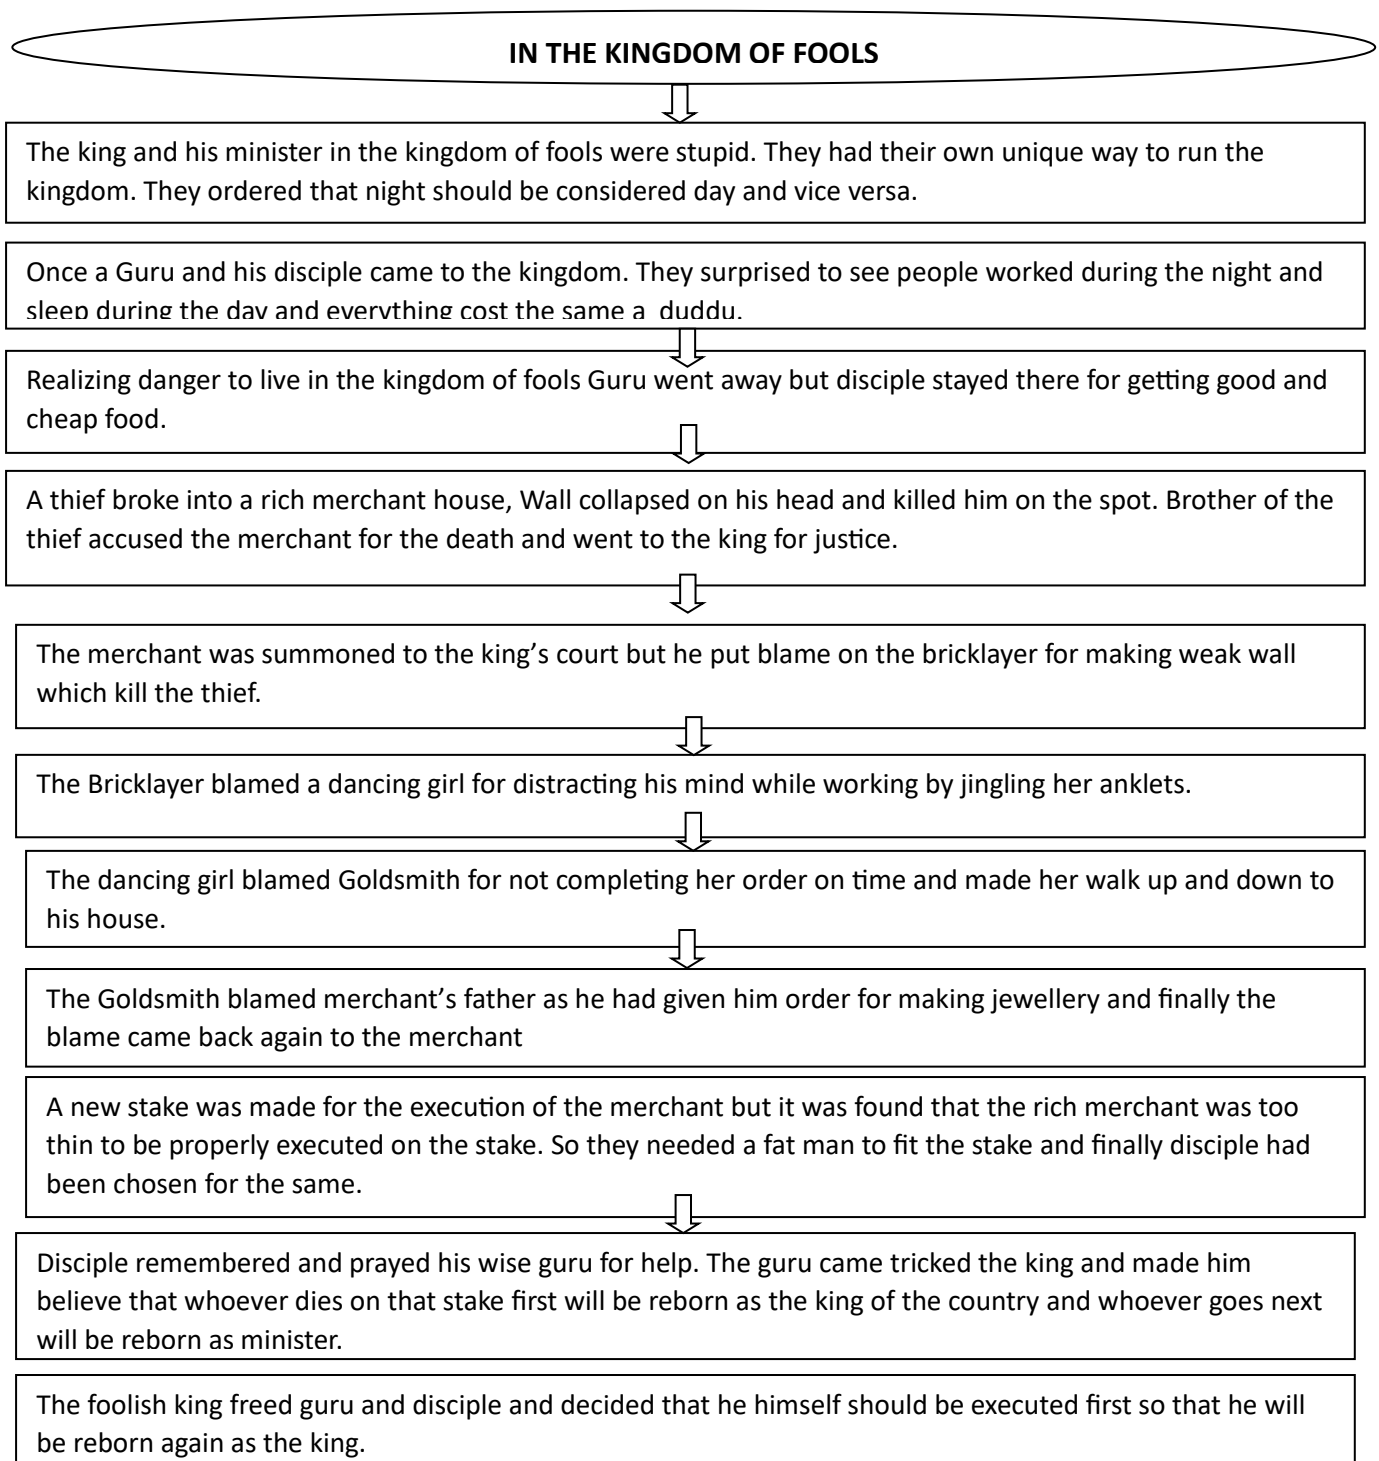 IN THE KINGDOM OF FOOLS
The king and his minister in the kingdom of fools were stupid. They had their own unique way to run the
kingdom. They ordered that night should be considered day and vice versa.
Once a Guru and his disciple came to the kingdom. They surprised to see people worked during the night and
sleep during the day and everything cost the same a  duddu.
Realizing danger to live in the kingdom of fools Guru went away but disciple stayed there for getting good and
cheap food.
A thief broke into a rich merchant house, Wall collapsed on his head and killed him on the spot. Brother of the
thief accused the merchant for the death and went to the king for justice.
The merchant was summoned to the king’s court but he put blame on the bricklayer for making weak wall
which kill the thief.
The Bricklayer blamed a dancing girl for distracting his mind while working by jingling her anklets.
The dancing girl blamed Goldsmith for not completing her order on time and made her walk up and down to
his house.
The Goldsmith blamed merchant’s father as he had given him order for making jewellery and finally the
blame came back again to the merchant
A new stake was made for the execution of the merchant but it was found that the rich merchant was too
thin to be properly executed on the stake. So they needed a fat man to fit the stake and finally disciple had
been chosen for the same.
Disciple remembered and prayed his wise guru for help. The guru came tricked the king and made him
believe that whoever dies on that stake first will be reborn as the king of the country and whoever goes next
will be reborn as minister.
The foolish king freed guru and disciple and decided that he himself should be executed first so that he will
be reborn again as the king.